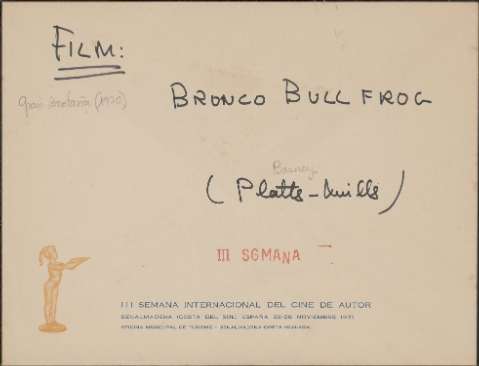 FILM:
Gran Bretaña (1970)
BRONCO BULLFROG
Barney
(Platts-Mills)
III SGMANA
III SEMANA INTERNACIONAL DEL CINE DE AUTOR
BENALMADENA (COSTA DEL SOL) ESPAÑA 22-28 NOVIEMBRE 1971
OFICINA MUNICIPAL DE TURISMO - BENALMADENA COSTA (MALAGA)